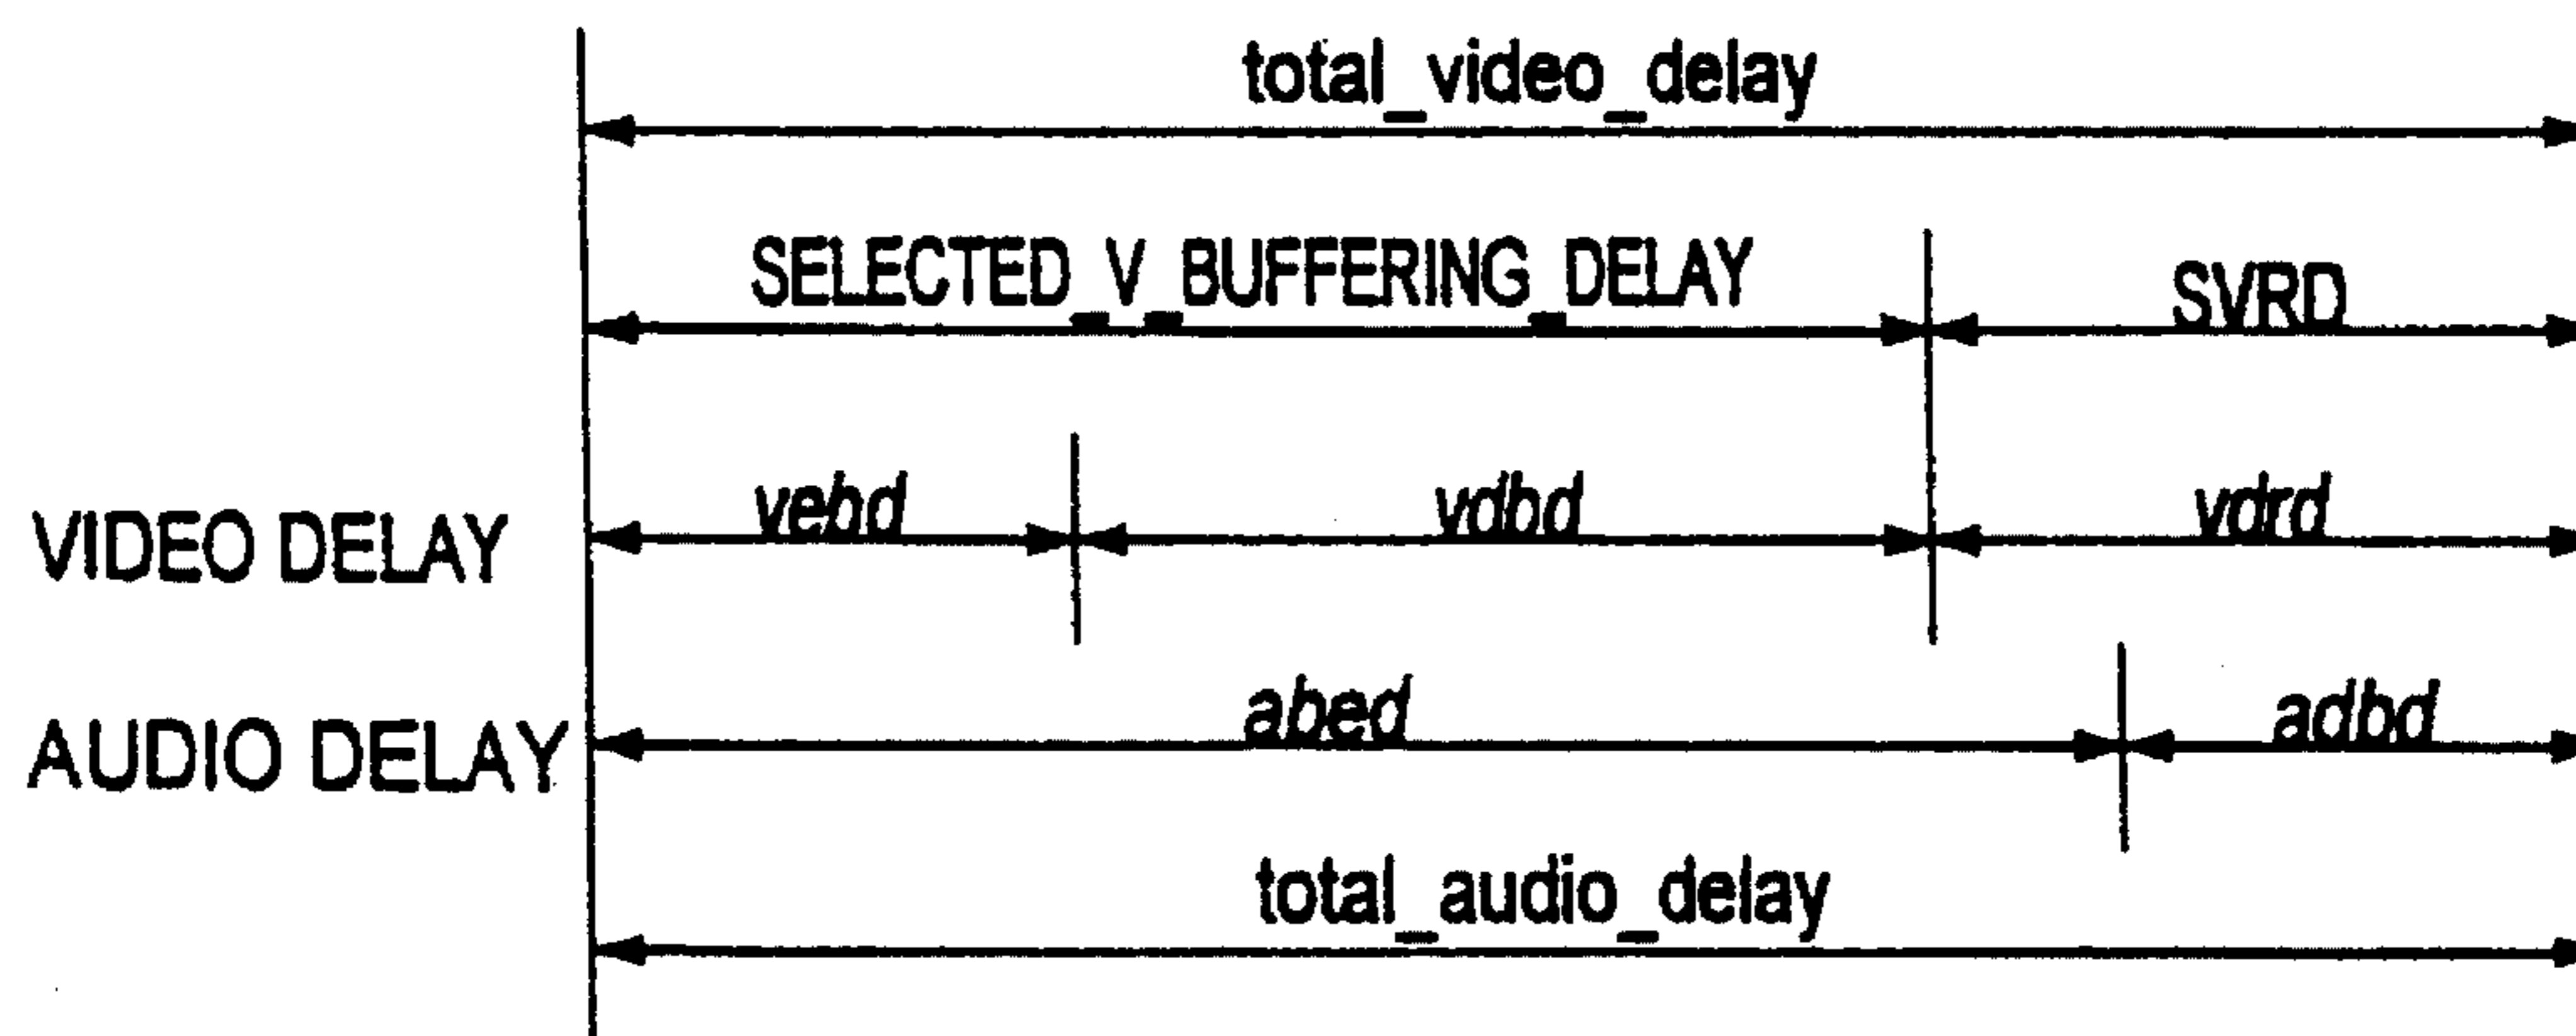 total_video_delay
SELECTED_V_BUFFERING_DELAY SVRD
VIDEO DELAY vebd vdbd vdrd
AUDIO DELAY abed adbd
total_audio_delay